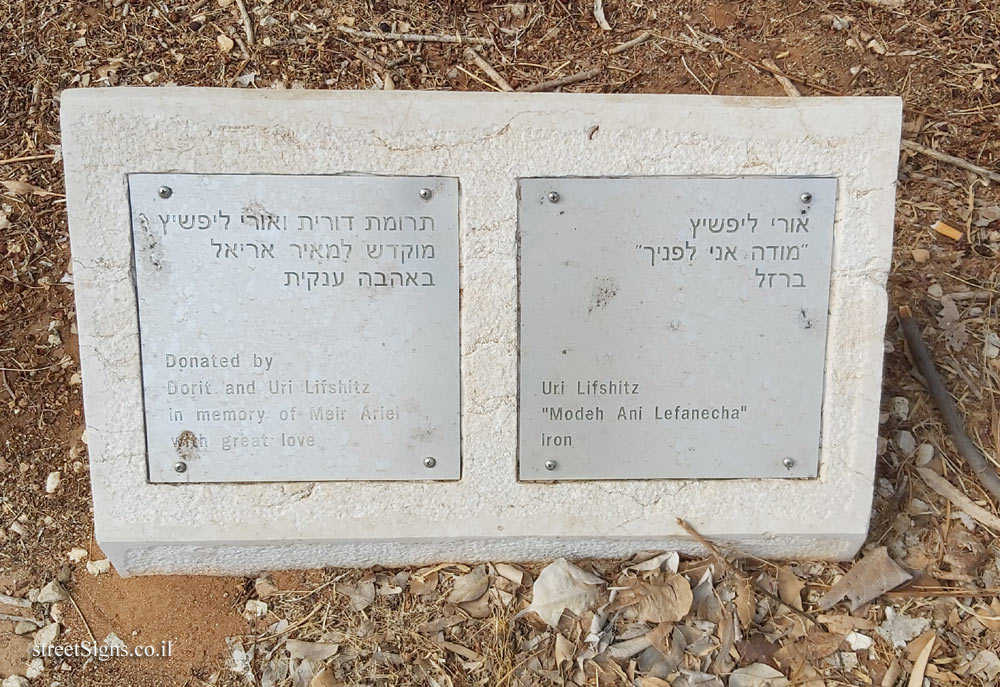 תרומת דורית ואורי ליפשיץ
מוקדש למאיר אריאל
באהבה ענקית
Donated by
Dorit and Uri Lifshitz
in memory of Meir Ariel
with great love
אורי ליפשיץ
"מודה אני לפניך"
ברזל
Uri Lifshitz
"Modeh Ani Lefanecha"
iron
streetSigns.co.il